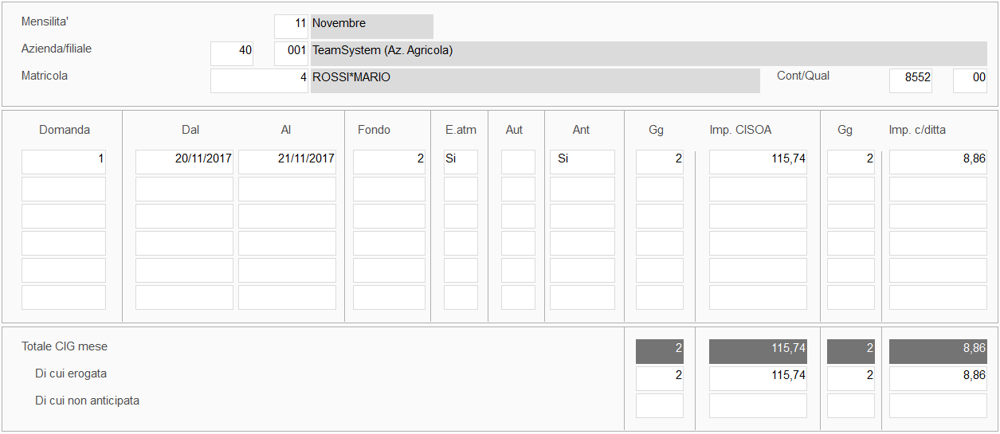 Mensilita' 11 Novembre
Azienda/filiale 40 001 TeamSystem (Az. Agricola)
Matricola 4 ROSSI*MARIO Cont/Qual 8552 00
Domanda Dal Al Fondo E.atm Aut Ant Gg Imp. CISOA Gg Imp. c/ditta
1 20/11/2017 21/11/2017 2 Si Si 2 115,74 2 8,86
Totale CIG mese 2 115,74 2 8,86
Di cui erogata 2 115,74 2 8,86
Di cui non anticipata